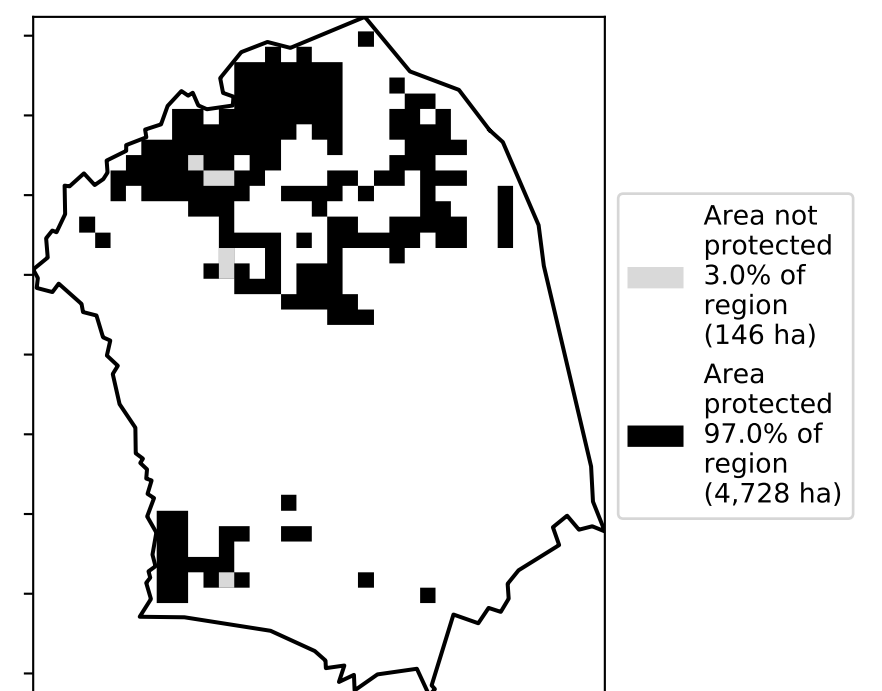 Area not
protected
3.0% of
region
(146 ha)
Area
protected
97.0% of
region
(4,728 ha)